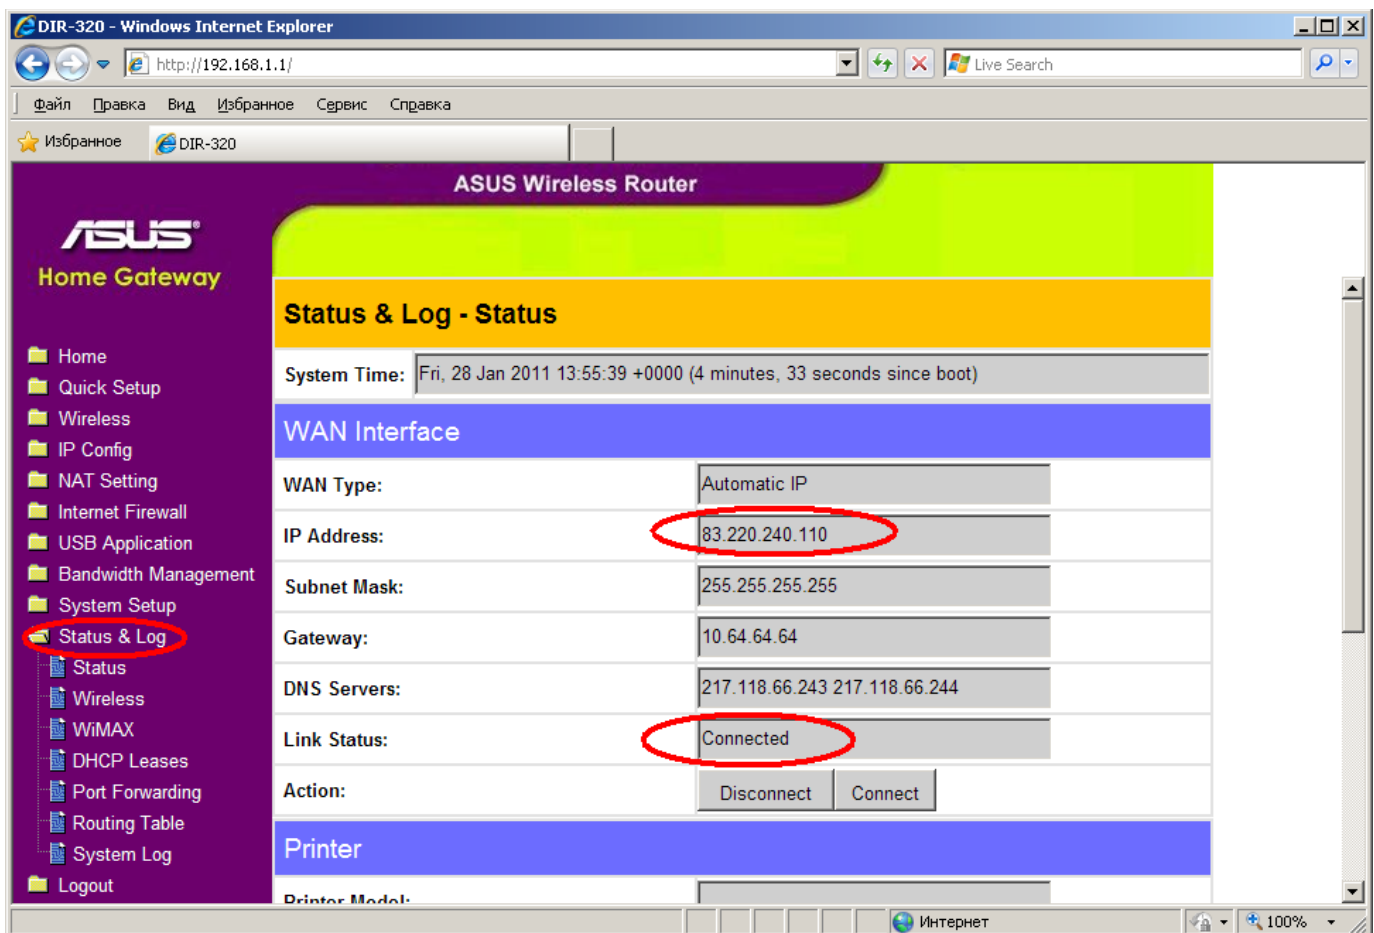 DIR-320 - Windows Internet Explorer
http://192.168.1.1/
Live Search
Файл Правка Вид Избранное Сервис Справка
Избранное
DIR-320
ASUS Wireless Router
ASUS
Home Gateway
Home
Quick Setup
Wireless
IP Config
NAT Setting
Internet Firewall
USB Application
Bandwidth Management
System Setup
Status & Log
Status
Wireless
WiMAX
DHCP Leases
Port Forwarding
Routing Table
System Log
Logout
Status & Log - Status
System Time: Fri, 28 Jan 2011 13:55:39 +0000 (4 minutes, 33 seconds since boot)
WAN Interface
WAN Type: Automatic IP
IP Address: 83.220.240.110
Subnet Mask: 255.255.255.255
Gateway: 10.64.64.64
DNS Servers: 217.118.66.243 217.118.66.244
Link Status: Connected
Action: Disconnect Connect
Printer
Printer Model:
Интернет
100%